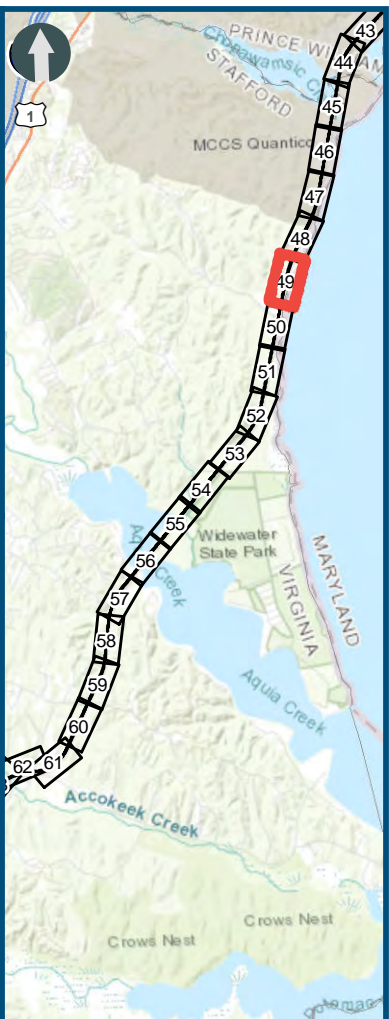 43
PRINCE WILLIAM
Chopawamsic
44
STAFFORD
1
45
MCCS Quantico
46
47
48
49
50
51
52
53
54
Widewater
State Park
55
56
MARYLAND
VIRGINIA
57
58
Aquia Creek
59
60
62
61
Accokeek Creek
Crows Nest
Crows Nest
Potomac